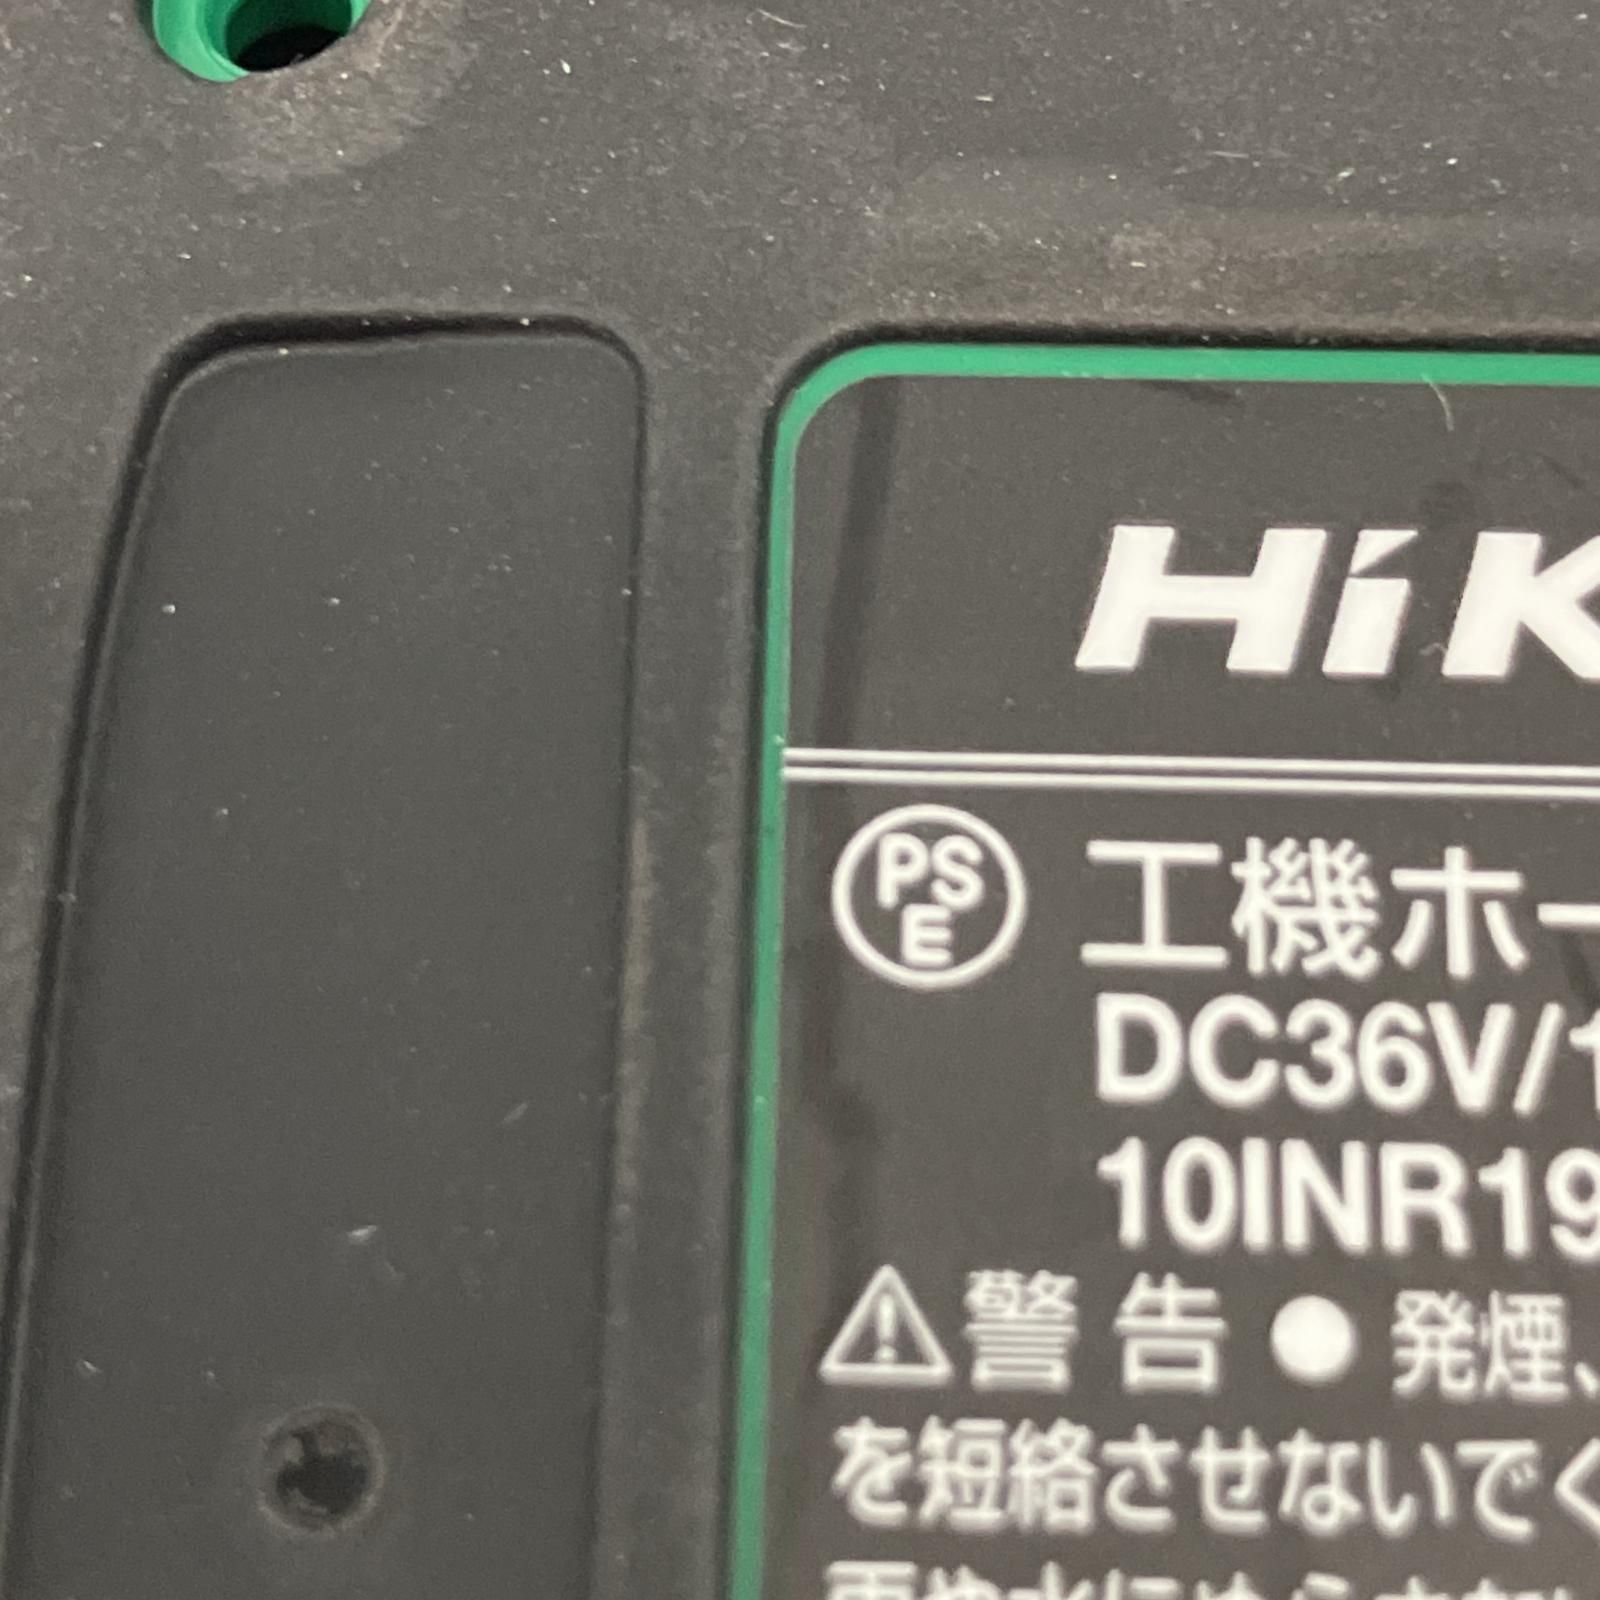 HiK
PSE
工機ホー
DC36V/1
10INR19
警告●発煙、
を短絡させないでく